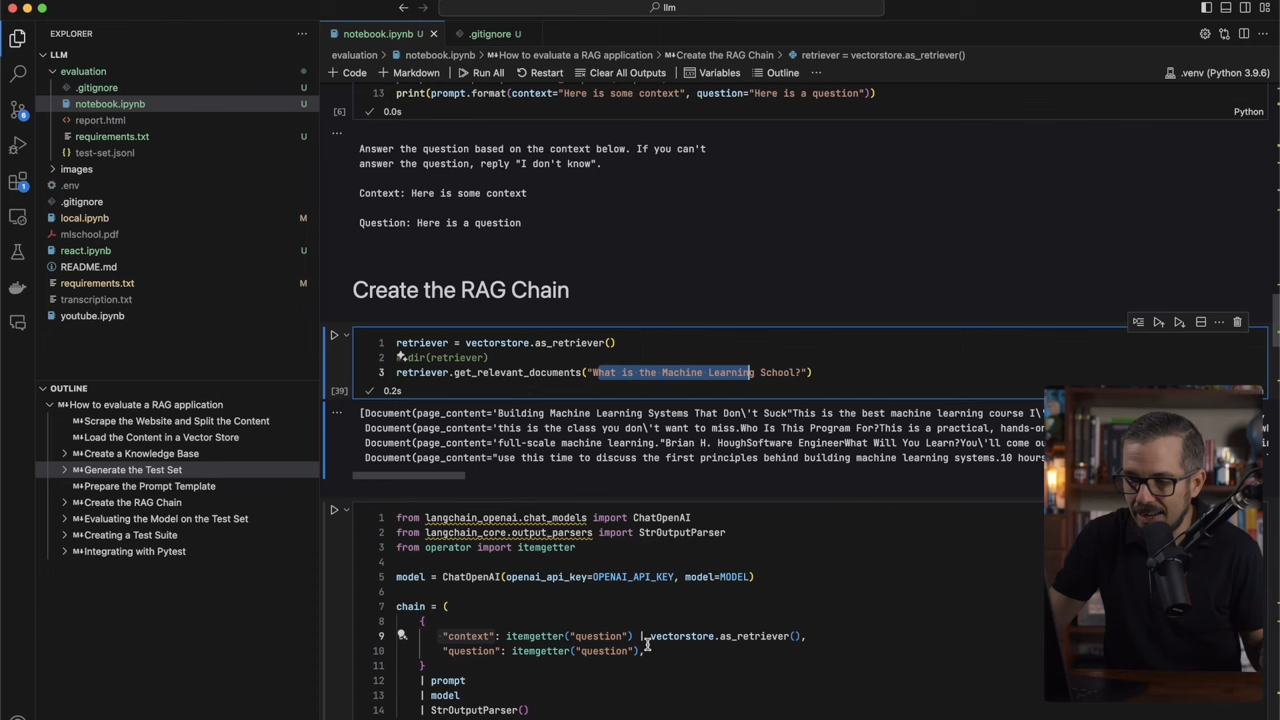 llm
EXPLORER
notebook.ipynb
.gitignore
LLM
evaluation
.gitignore U
notebook.ipynb U
report.html
requirements.txt U
test-set.jsonl
images
.env
.gitignore
local.ipynb M
mlschool.pdf
react.ipynb U
README.md
requirements.txt M
transcription.txt
youtube.ipynb
6
1
OUTLINE
How to evaluate a RAG application
Scrape the Website and Split the Content
Load the Content in a Vector Store
Create a Knowledge Base
Generate the Test Set
Prepare the Prompt Template
Create the RAG Chain
Evaluating the Model on the Test Set
Creating a Test Suite
Integrating with Pytest
evaluation > notebook.ipynb > How to evaluate a RAG application > Create the RAG Chain > retriever = vectorstore.as_retriever()
+ Code + Markdown Run All Restart Clear All Outputs Variables Outline ... .venv (Python 3.9.6)
13 print(prompt.format(context="Here is some context", question="Here is a question"))
[6] 0.0s Python
Answer the question based on the context below. If you can't
answer the question, reply "I don't know".
Context: Here is some context
Question: Here is a question
Create the RAG Chain
1 retriever = vectorstore.as_retriever()
2 dir(retriever)
3 retriever.get_relevant_documents("What is the Machine Learning School?")
[39] 0.2s
[Document(page_content='Building Machine Learning Systems That Don\'t Suck"This is the best machine learning course I\'
Document(page_content='this is the class you don\'t want to miss.Who Is This Program For?This is a practical, hands-on
Document(page_content='full-scale machine learning."Brian H. HoughSoftware EngineerWhat Will You Learn?You\'ll come ou
Document(page_content="use this time to discuss the first principles behind building machine learning systems.10 hours
1 from langchain_openai.chat_models import ChatOpenAI
2 from langchain_core.output_parsers import StrOutputParser
3 from operator import itemgetter
4
5 model = ChatOpenAI(openai_api_key=OPENAI_API_KEY, model=MODEL)
6
7 chain = (
8 {
9 "context": itemgetter("question") | vectorstore.as_retriever(),
10 "question": itemgetter("question"),
11 }
12 | prompt
13 | model
14 | StrOutputParser()